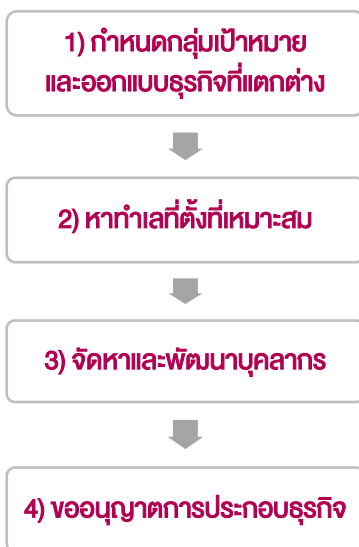 1) กำหนดกลุ่มเป้าหมาย
และออกแบบธุรกิจที่แตกต่าง
2) หาทำเลที่ตั้งที่เหมาะสม
3) จัดหาและพัฒนาบุคลากร
4) ขออนุญาตการประกอบธุรกิจ